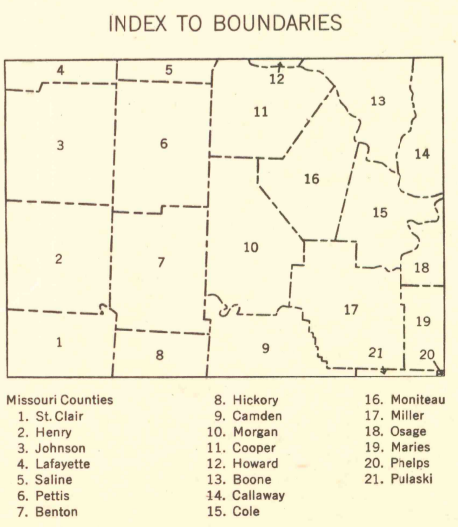 INDEX TO BOUNDARIES
4
5
12
13
11
3
6
14
16
15
10
2
7
18
17
19
1
8
9
21
20
Missouri Counties
1. St. Clair
2. Henry
3. Johnson
4. Lafayette
5. Saline
6. Pettis
7. Benton
8. Hickory
9. Camden
10. Morgan
11. Cooper
12. Howard
13. Boone
14. Callaway
15. Cole
16. Moniteau
17. Miller
18. Osage
19. Maries
20. Phelps
21. Pulaski